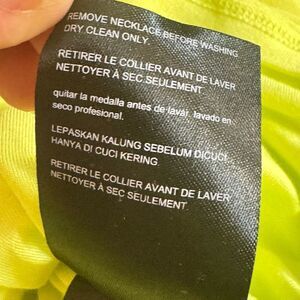 REMOVE NECKLACE BEFORE WASHING
DRY CLEAN ONLY
RETIRER LE COLLIER AVANT DE LAVER
NETTOYER À SEC SEULEMENT
quitar la medalla antes de lavar, lavado en
seco profesional.
LEPASKAN KALUNG SEBELUM DICUCI
HANYA DI CUCI KERING
RETIRER LE COLLIER AVANT DE LAVER
NETTOYER À SEC SEULEMENT.